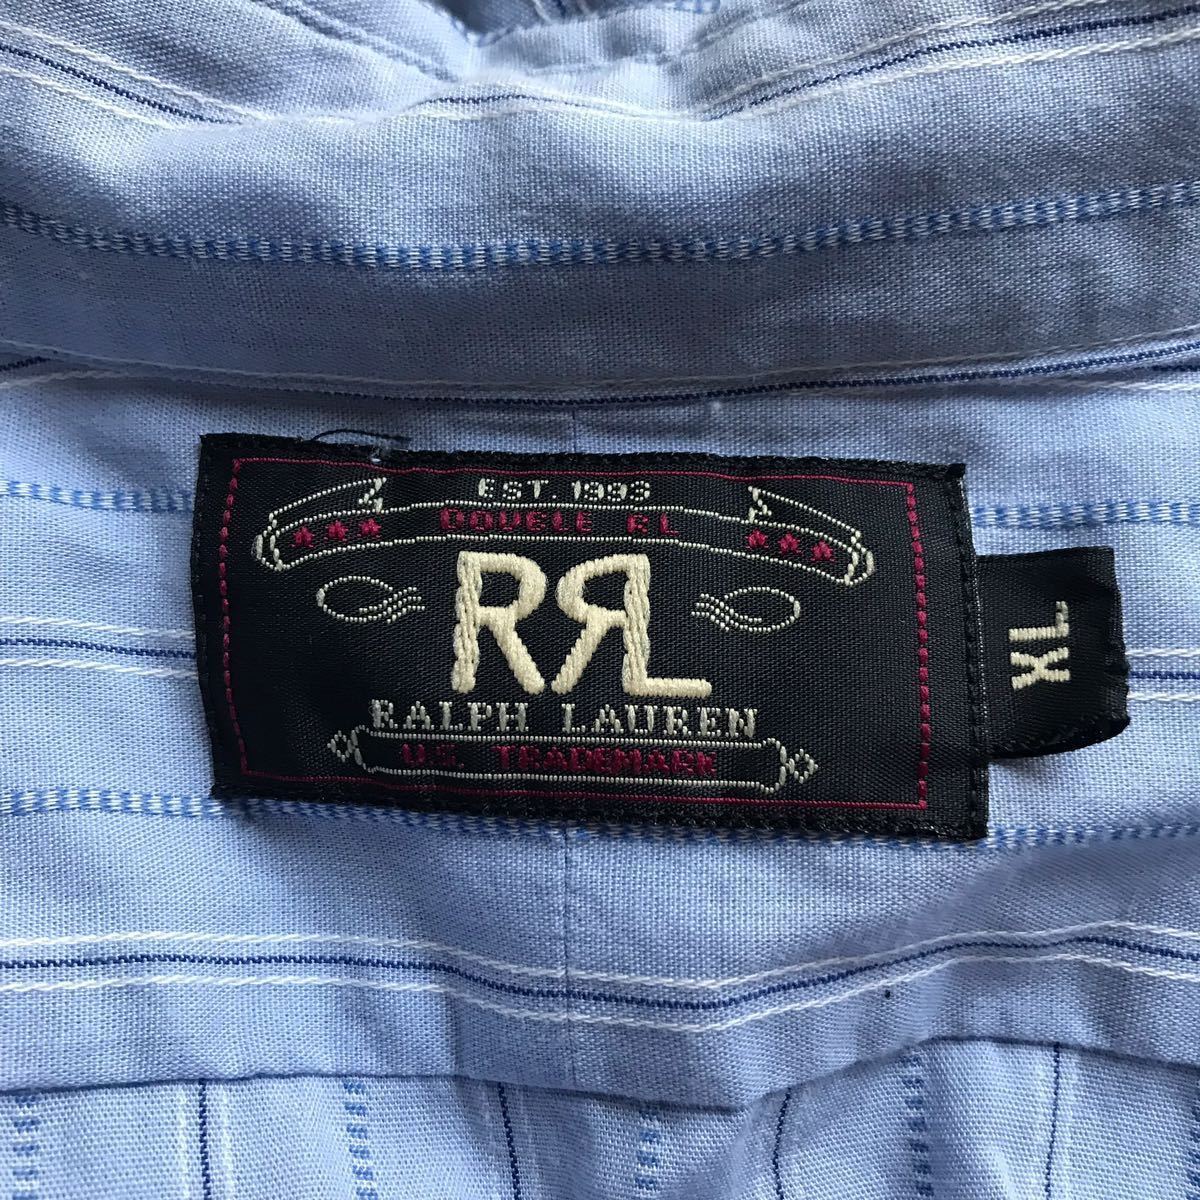 EST. 1993
DOUBLE RL
RRL
RALPH LAUREN
U.S. TRADEMARK
XL